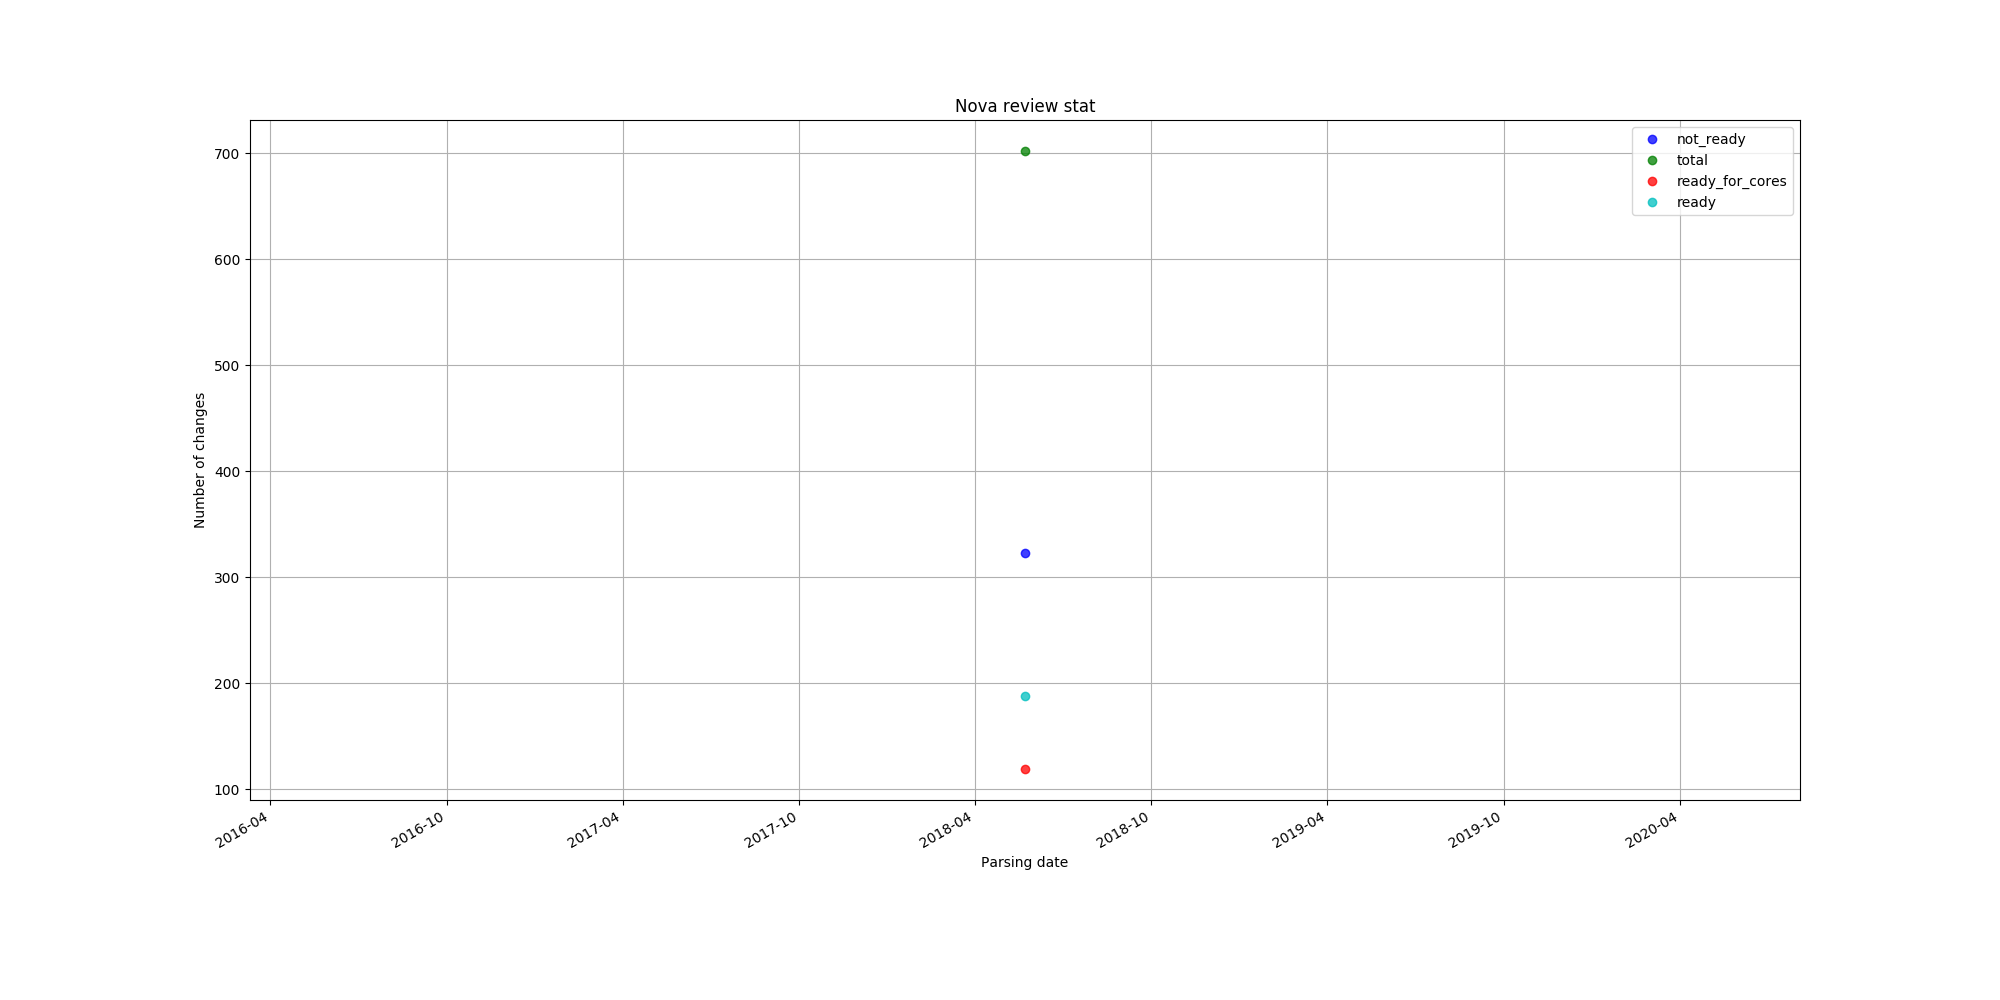 Nova review stat
not_ready
total
ready_for_cores
ready
700
600
500
400
300
200
100
Number of changes
2016-04
2016-10
2017-04
2017-10
2018-04
2018-10
2019-04
2019-10
2020-04
Parsing date